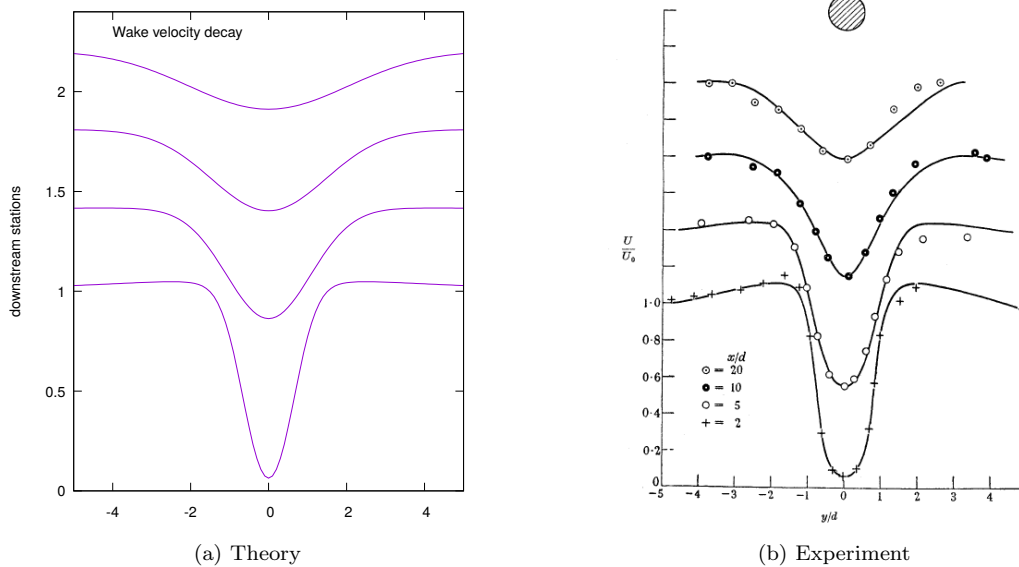 Wake velocity decay
downstream stations
2
1.5
1
0.5
0
-4
-2
0
2
4
(a) Theory
U
U₀
1·0
0·8
0·6
0·4
0·2
0
x/d
⊙ = 20
● = 10
○ = 5
+ = 2
-5
-4
-3
-2
-1
0
1
2
3
4
y/d
(b) Experiment